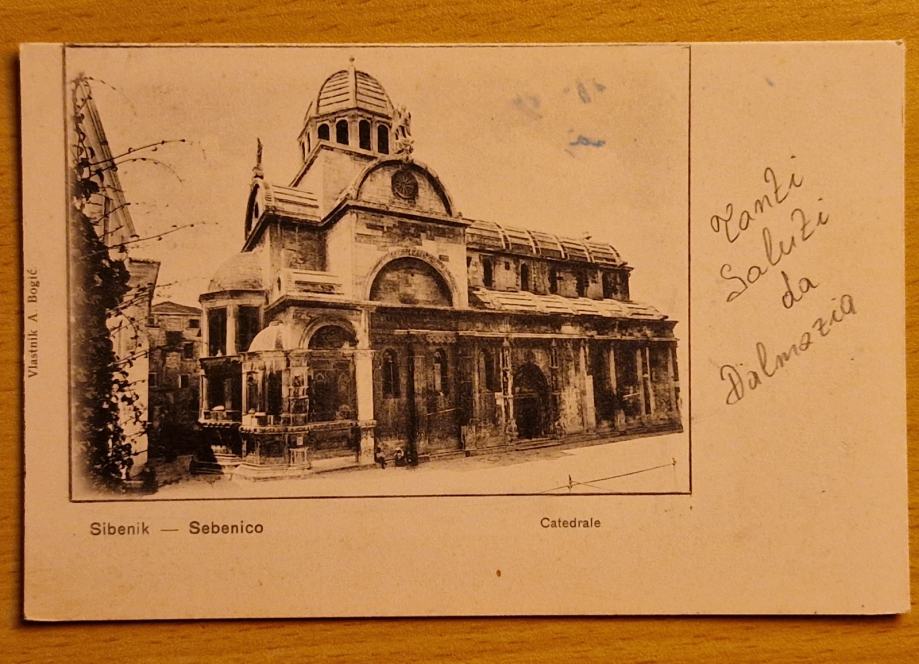 Vlastnik A. Bogić
Tanti
Saluti
da
Dalmazia
Sibenik — Sebenico
Catedrale